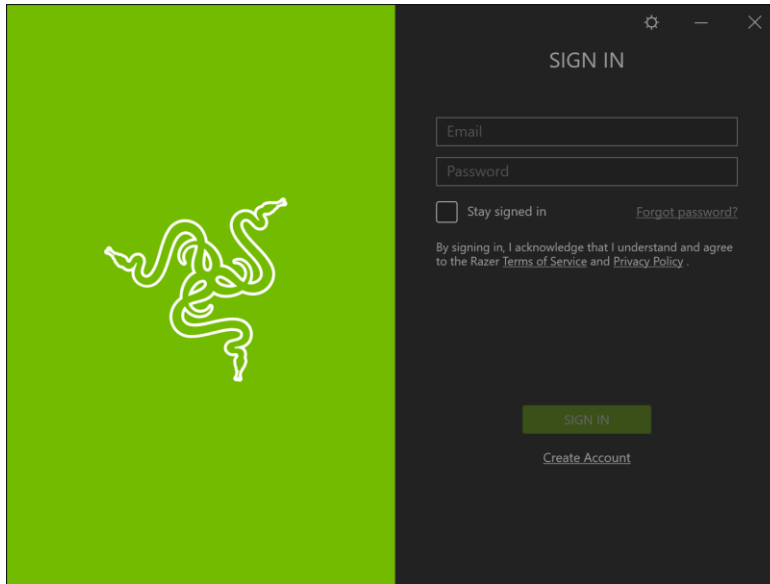 SIGN IN
Email
Password
Stay signed in
Forgot password?
By signing in, I acknowledge that I understand and agree
to the Razer Terms of Service and Privacy Policy .
SIGN IN
Create Account